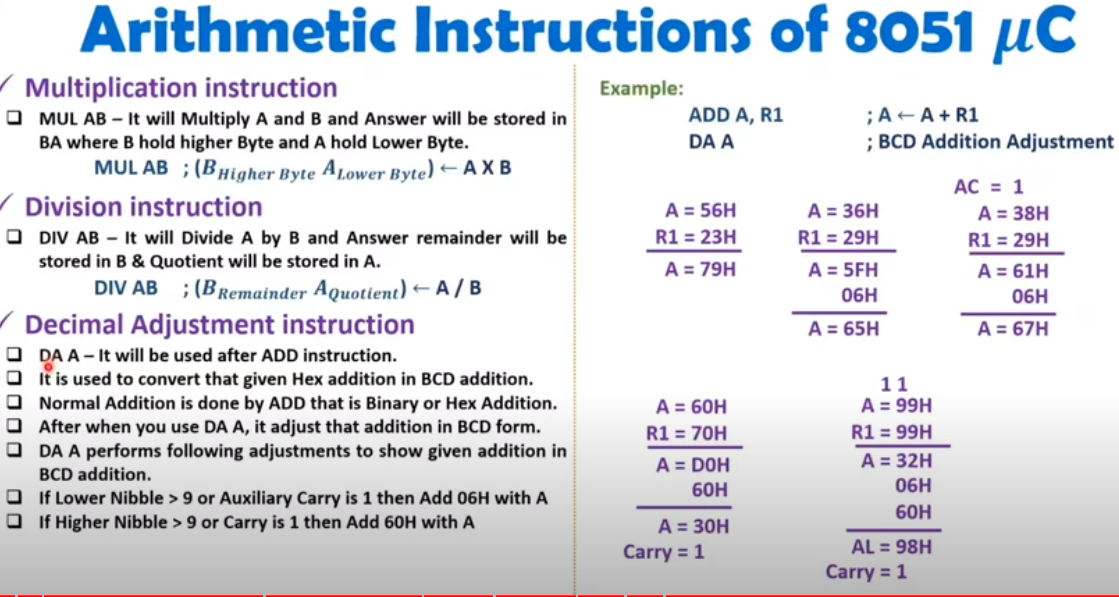 Arithmetic Instructions of 8051 μC
✓ Multiplication instruction
❑ MUL AB – It will Multiply A and B and Answer will be stored in
BA where B hold higher Byte and A hold Lower Byte.
MUL AB ; (B Higher Byte A Lower Byte) ← A X B
✓ Division instruction
❑ DIV AB – It will Divide A by B and Answer remainder will be
stored in B & Quotient will be stored in A.
DIV AB ; (B Remainder A Quotient) ← A / B
✓ Decimal Adjustment instruction
❑ DA A – It will be used after ADD instruction.
❑ It is used to convert that given Hex addition in BCD addition.
❑ Normal Addition is done by ADD that is Binary or Hex Addition.
❑ After when you use DA A, it adjust that addition in BCD form.
❑ DA A performs following adjustments to show given addition in
BCD addition.
❑ If Lower Nibble > 9 or Auxiliary Carry is 1 then Add 06H with A
❑ If Higher Nibble > 9 or Carry is 1 then Add 60H with A
Example:
ADD A, R1 ; A ← A + R1
DA A ; BCD Addition Adjustment
A = 56H
R1 = 23H
A = 79H
A = 36H
R1 = 29H
A = 5FH
06H
A = 65H
AC = 1
A = 38H
R1 = 29H
A = 61H
06H
A = 67H
A = 60H
R1 = 70H
A = D0H
60H
A = 30H
Carry = 1
1 1
A = 99H
R1 = 99H
A = 32H
06H
60H
AL = 98H
Carry = 1